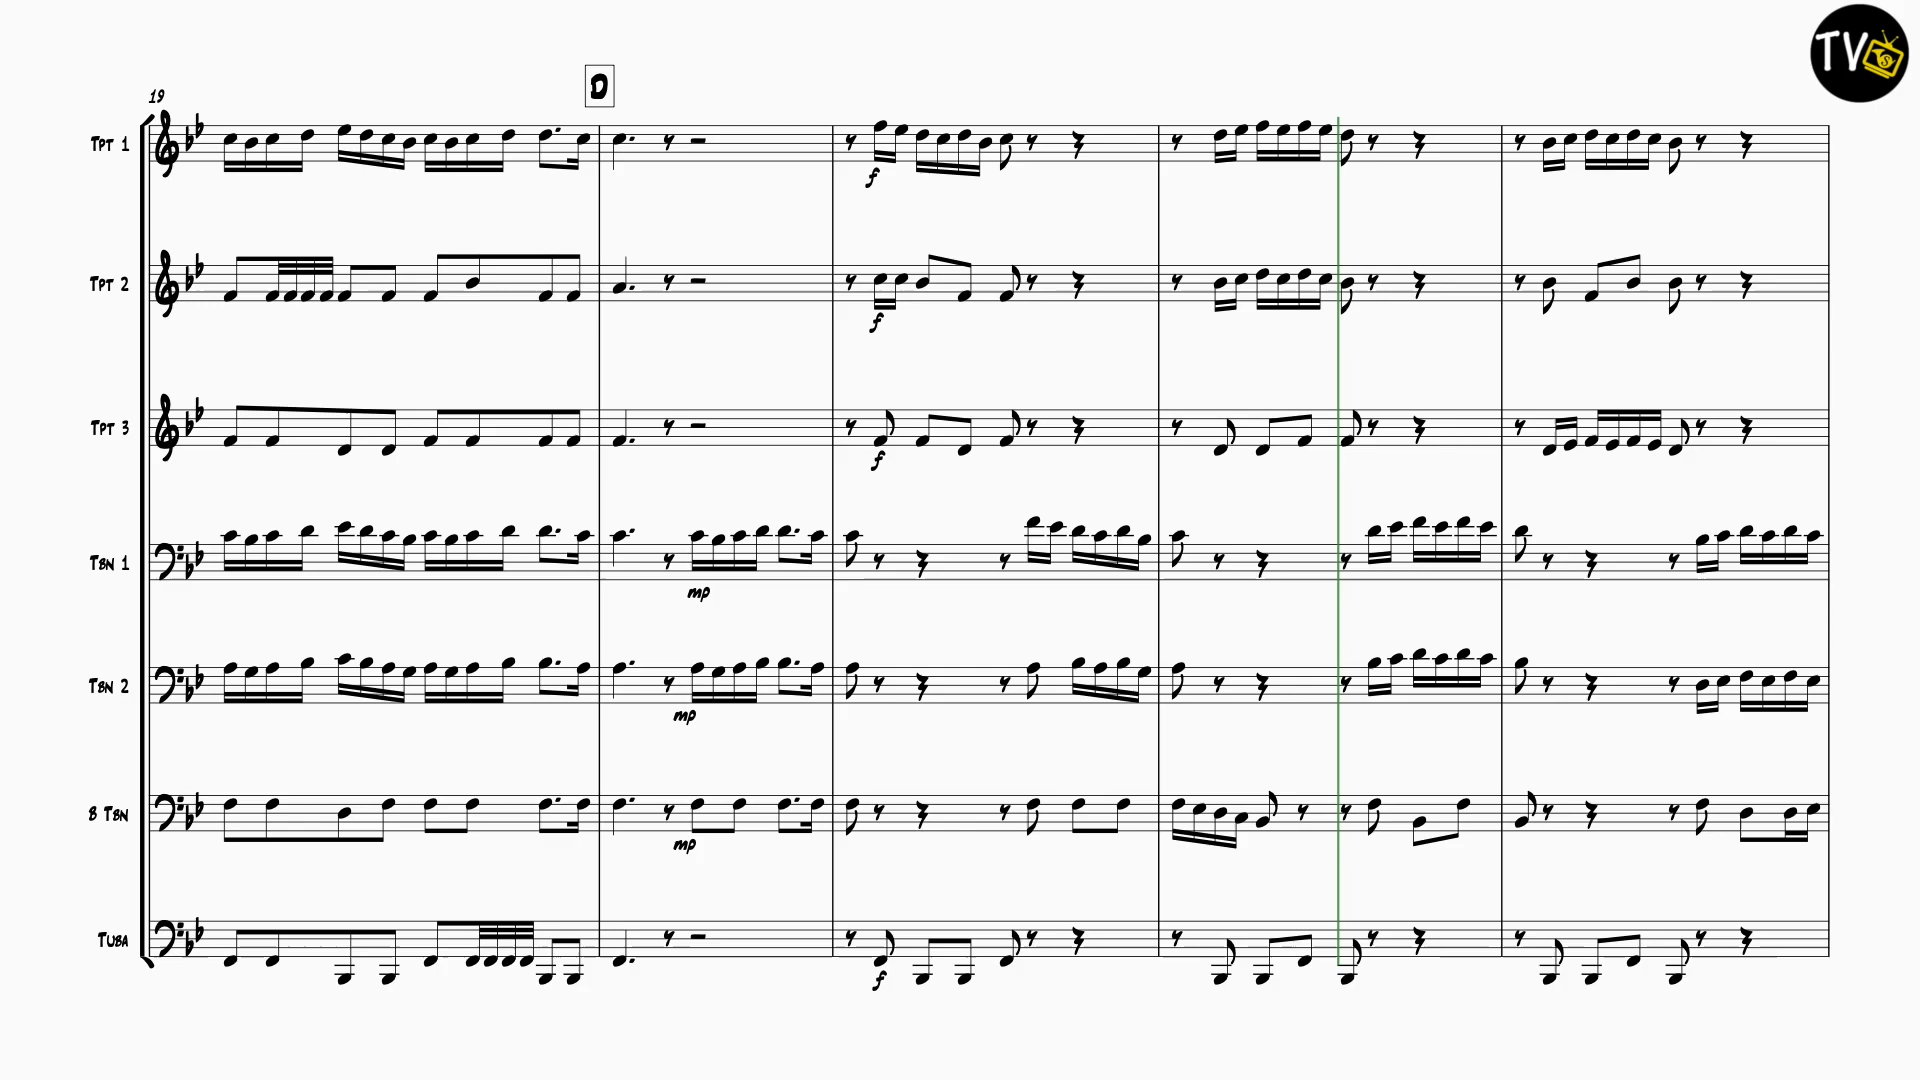 TV
19
D
Tpt 1
f
Tpt 2
f
Tpt 3
f
Tbn 1
mp
Tbn 2
mp
B Tbn
mp
Tuba
f